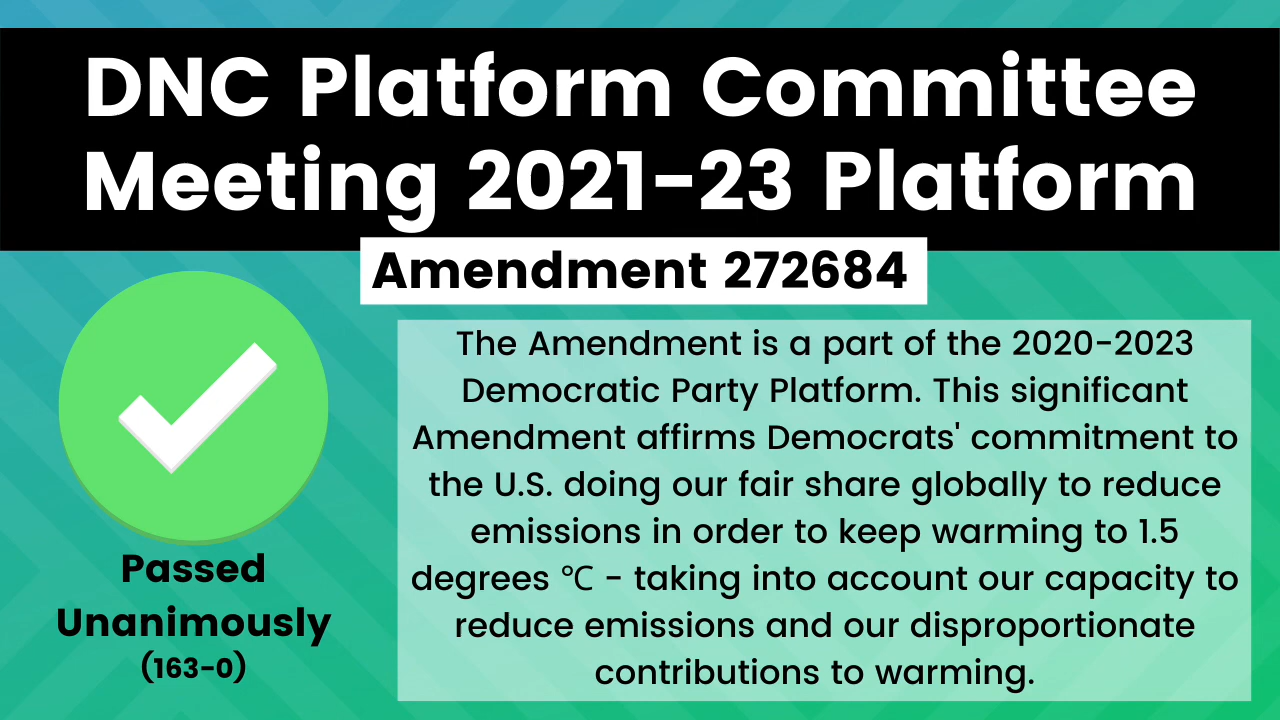 DNC Platform Committee
Meeting 2021-23 Platform
Amendment 272684
The Amendment is a part of the 2020-2023
Democratic Party Platform. This significant
Amendment affirms Democrats' commitment to
the U.S. doing our fair share globally to reduce
emissions in order to keep warming to 1.5
degrees ℃ - taking into account our capacity to
reduce emissions and our disproportionate
contributions to warming.
Passed
Unanimously
(163-0)